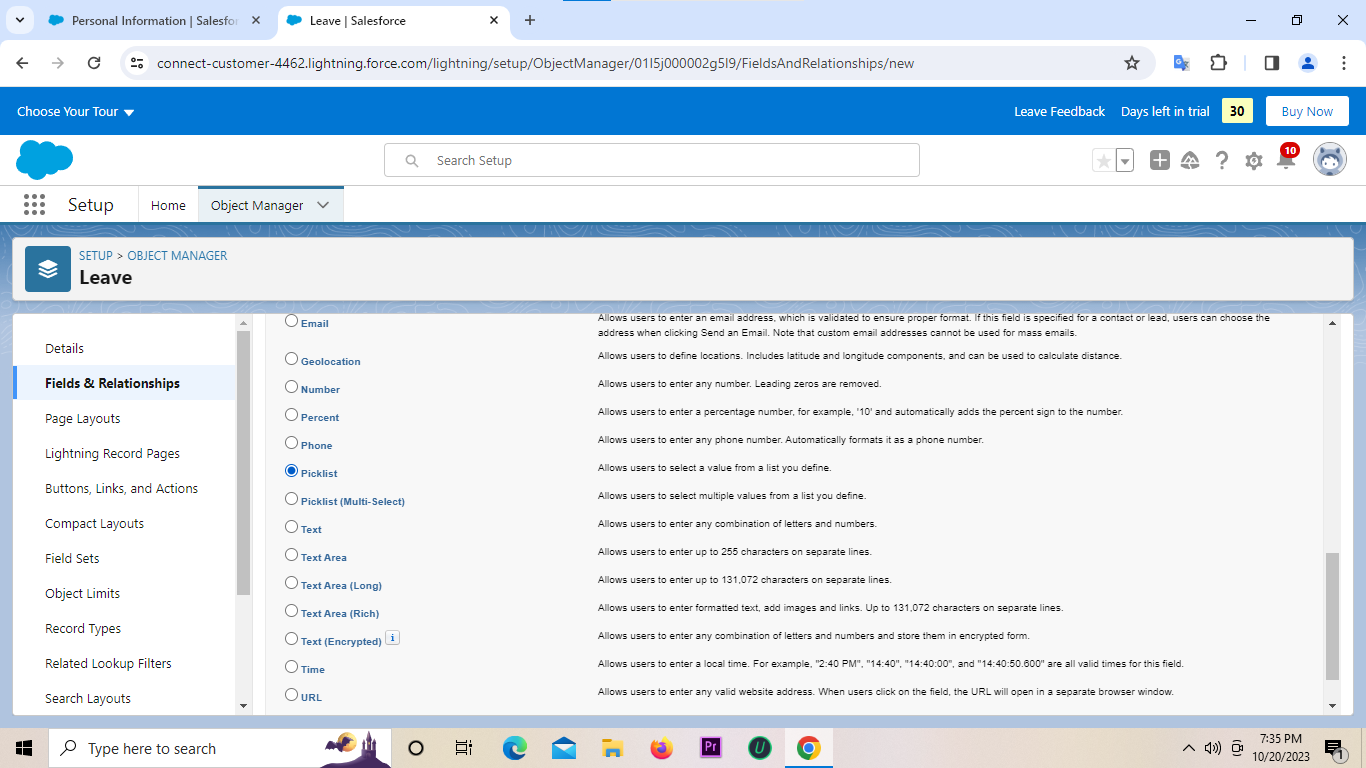 Personal Information | Salesfor
Leave | Salesforce
connect-customer-4462.lightning.force.com/lightning/setup/ObjectManager/01I5j000002g5I9/FieldsAndRelationships/new
Choose Your Tour
Leave Feedback
Days left in trial
30
Buy Now
Search Setup
10
Setup
Home
Object Manager
SETUP > OBJECT MANAGER
Leave
Details
Fields & Relationships
Page Layouts
Lightning Record Pages
Buttons, Links, and Actions
Compact Layouts
Field Sets
Object Limits
Record Types
Related Lookup Filters
Search Layouts
Email
Allows users to enter an email address, which is validated to ensure proper format. If this field is specified for a contact or lead, users can choose the
address when clicking Send an Email. Note that custom email addresses cannot be used for mass emails.
Geolocation
Allows users to define locations. Includes latitude and longitude components, and can be used to calculate distance.
Number
Allows users to enter any number. Leading zeros are removed.
Percent
Allows users to enter a percentage number, for example, '10' and automatically adds the percent sign to the number.
Phone
Allows users to enter any phone number. Automatically formats it as a phone number.
Picklist
Allows users to select a value from a list you define.
Picklist (Multi-Select)
Allows users to select multiple values from a list you define.
Text
Allows users to enter any combination of letters and numbers.
Text Area
Allows users to enter up to 255 characters on separate lines.
Text Area (Long)
Allows users to enter up to 131,072 characters on separate lines.
Text Area (Rich)
Allows users to enter formatted text, add images and links. Up to 131,072 characters on separate lines.
Text (Encrypted)
i
Allows users to enter any combination of letters and numbers and store them in encrypted form.
Time
Allows users to enter a local time. For example, "2:40 PM", "14:40", "14:40:00", and "14:40:50.600" are all valid times for this field.
URL
Allows users to enter any valid website address. When users click on the field, the URL will open in a separate browser window.
Type here to search
Pr
U
7:35 PM
10/20/2023
1